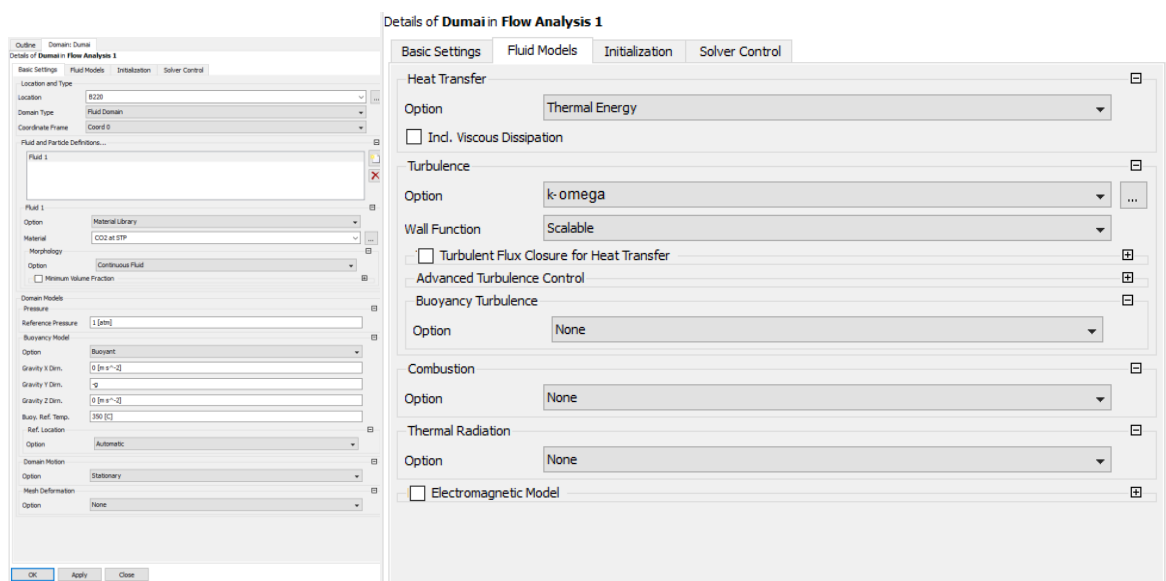 Outline Domain: Dumai
Details of Dumai in Flow Analysis 1
Basic Settings Fluid Models Initialization Solver Control
Location and Type
Location B220 ...
Domain Type Fluid Domain
Coordinate Frame Coord 0
Fluid and Particle Definitions...
Fluid 1
Fluid 1
Option Material Library
Material CO2 at STP ...
Morphology
Option Continuous Fluid
Minimum Volume Fraction
Domain Models
Pressure
Reference Pressure 1 [atm]
Buoyancy Model
Option Buoyant
Gravity X Dirn. 0 [m s^-2]
Gravity Y Dirn. -g
Gravity Z Dirn. 0 [m s^-2]
Buoy. Ref. Temp. 350 [C]
Ref. Location
Option Automatic
Domain Motion
Option Stationary
Mesh Deformation
Option None
OK Apply Close
Details of Dumai in Flow Analysis 1
Basic Settings Fluid Models Initialization Solver Control
Heat Transfer
Option Thermal Energy
Incl. Viscous Dissipation
Turbulence
Option k-omega ...
Wall Function Scalable
Turbulent Flux Closure for Heat Transfer
Advanced Turbulence Control
Buoyancy Turbulence
Option None
Combustion
Option None
Thermal Radiation
Option None
Electromagnetic Model